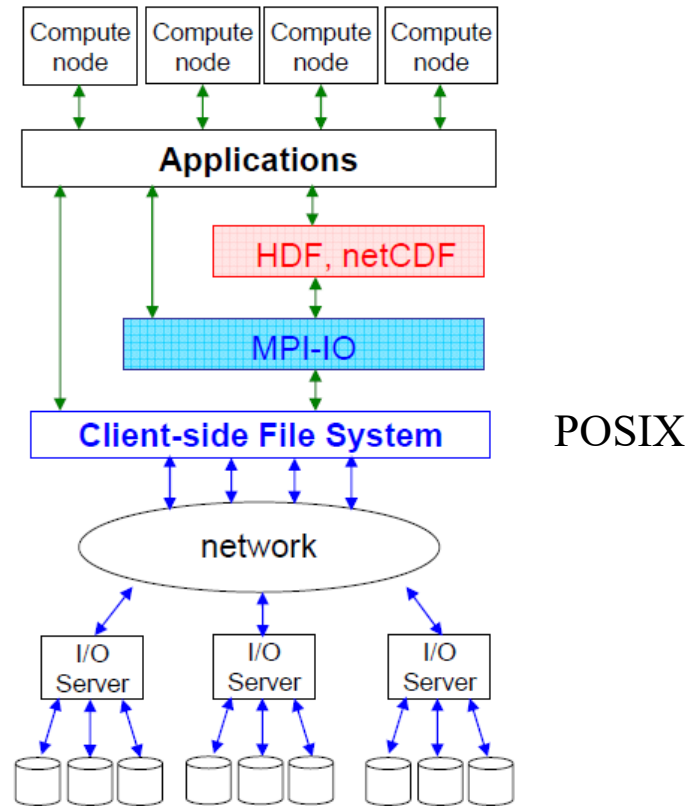 Compute
node
Compute
node
Compute
node
Compute
node
Applications
HDF, netCDF
MPI-IO
Client-side File System
POSIX
network
I/O
Server
I/O
Server
I/O
Server